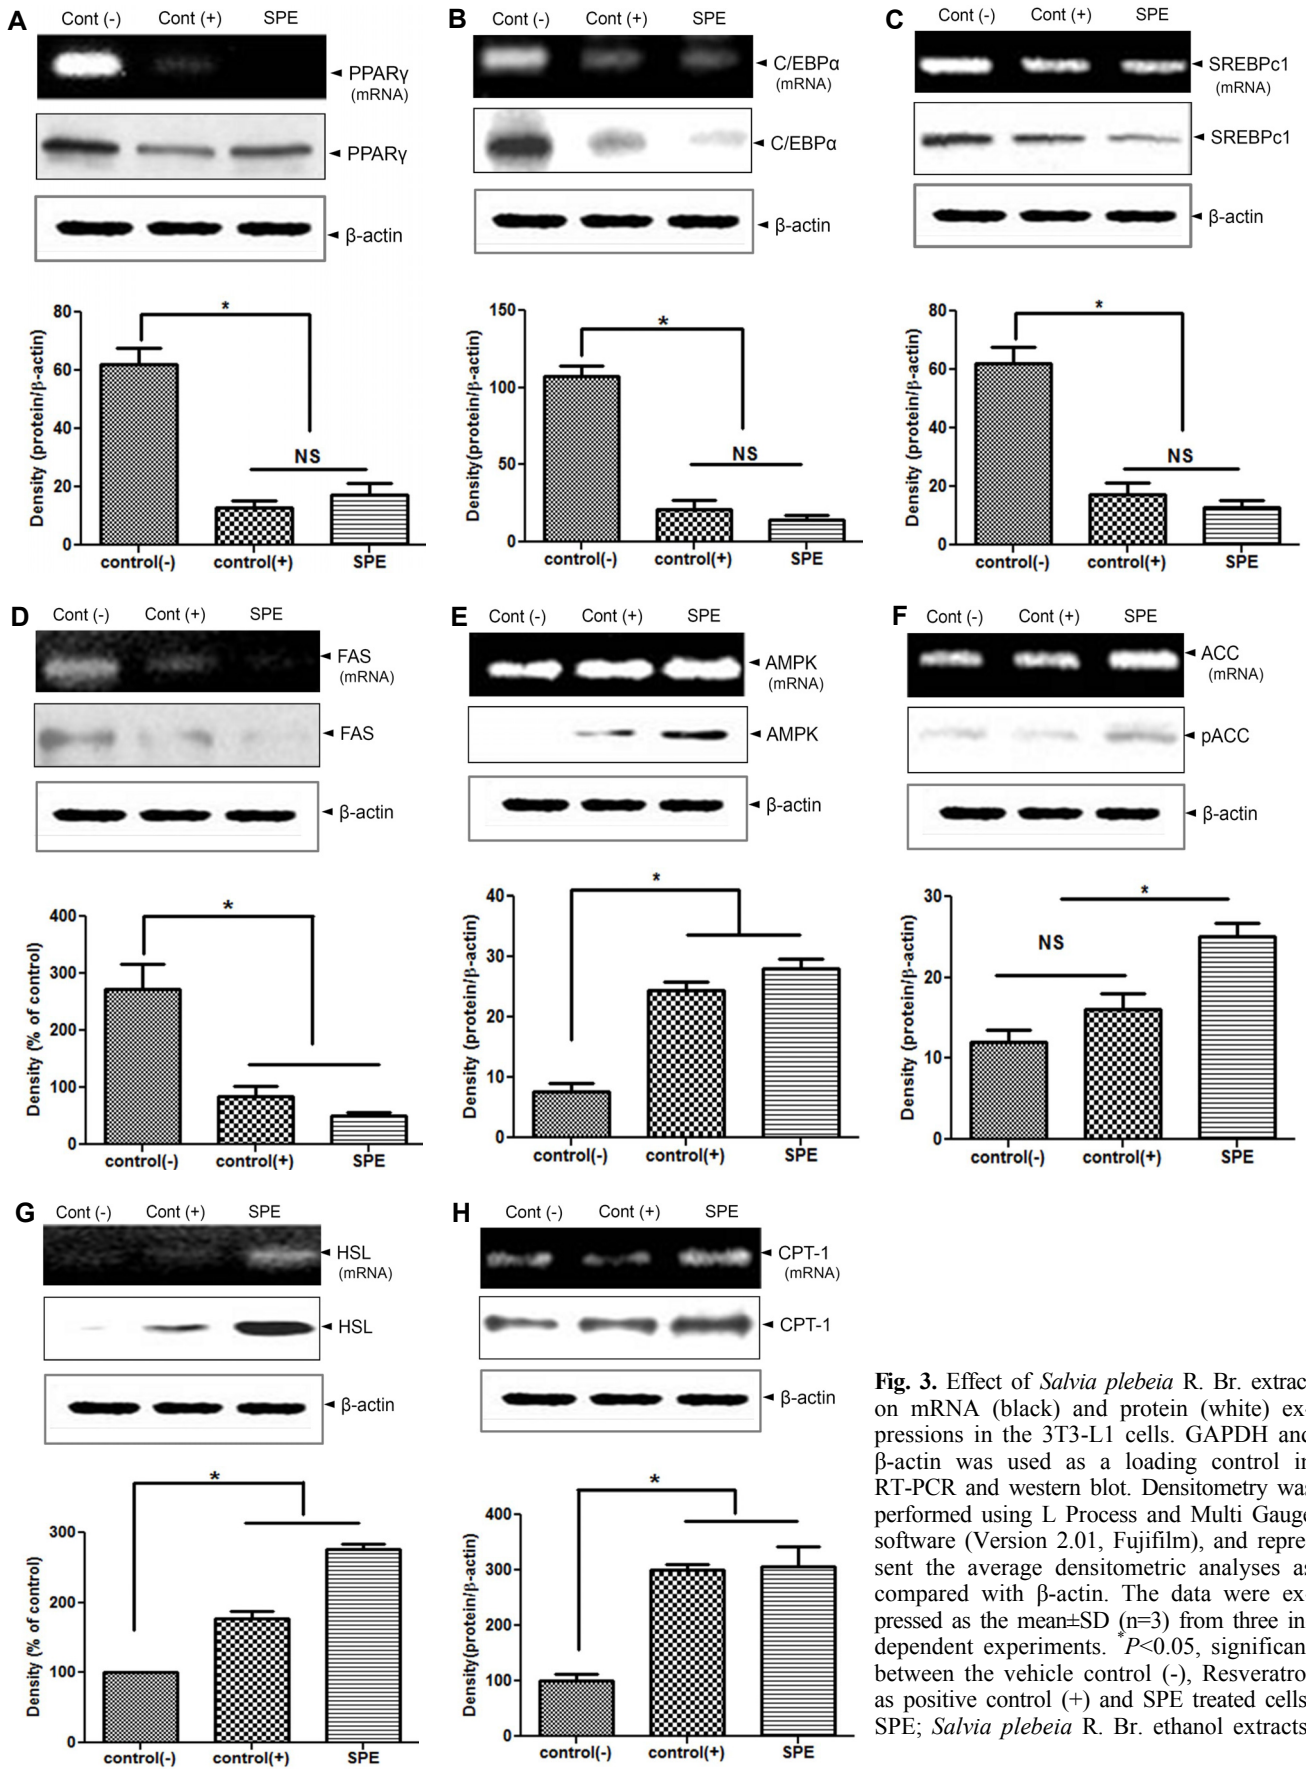 A
Cont (-) Cont (+) SPE
PPARγ
(mRNA)
PPARγ
β-actin
Density (protein/β-actin)
80
60
40
20
0
*
NS
control(-) control(+) SPE
B
Cont (-) Cont (+) SPE
C/EBPα
(mRNA)
C/EBPα
β-actin
Density(protein/β-actin)
150
100
50
0
*
NS
control(-) control(+) SPE
C
Cont (-) Cont (+) SPE
SREBPc1
(mRNA)
SREBPc1
β-actin
Density (protein/β-actin)
80
60
40
20
0
*
NS
control(-) control(+) SPE
D
Cont (-) Cont (+) SPE
FAS
(mRNA)
FAS
β-actin
Density (% of control)
400
300
200
100
0
*
control(-) control(+) SPE
E
Cont (-) Cont (+) SPE
AMPK
(mRNA)
AMPK
β-actin
Density (protein/β-actin)
40
30
20
10
0
*
control(-) control(+) SPE
F
Cont (-) Cont (+) SPE
ACC
(mRNA)
pACC
β-actin
Density (protein/β-actin)
30
20
10
0
*
NS
control(-) control(+) SPE
G
Cont (-) Cont (+) SPE
HSL
(mRNA)
HSL
β-actin
Density (% of control)
300
200
100
0
*
control(-) control(+) SPE
H
Cont (-) Cont (+) SPE
CPT-1
(mRNA)
CPT-1
β-actin
Density(protein/β-actin)
400
300
200
100
0
*
control(-) control(+) SPE
Fig. 3. Effect of Salvia plebeia R. Br. extrac
on mRNA (black) and protein (white) ex
pressions in the 3T3-L1 cells. GAPDH and
β-actin was used as a loading control in
RT-PCR and western blot. Densitometry was
performed using L Process and Multi Gauge
software (Version 2.01, Fujifilm), and repre
sent the average densitometric analyses as
compared with β-actin. The data were ex
pressed as the mean±SD (n=3) from three in
dependent experiments. *P<0.05, significan
between the vehicle control (-), Resveratro
as positive control (+) and SPE treated cells
SPE; Salvia plebeia R. Br. ethanol extracts